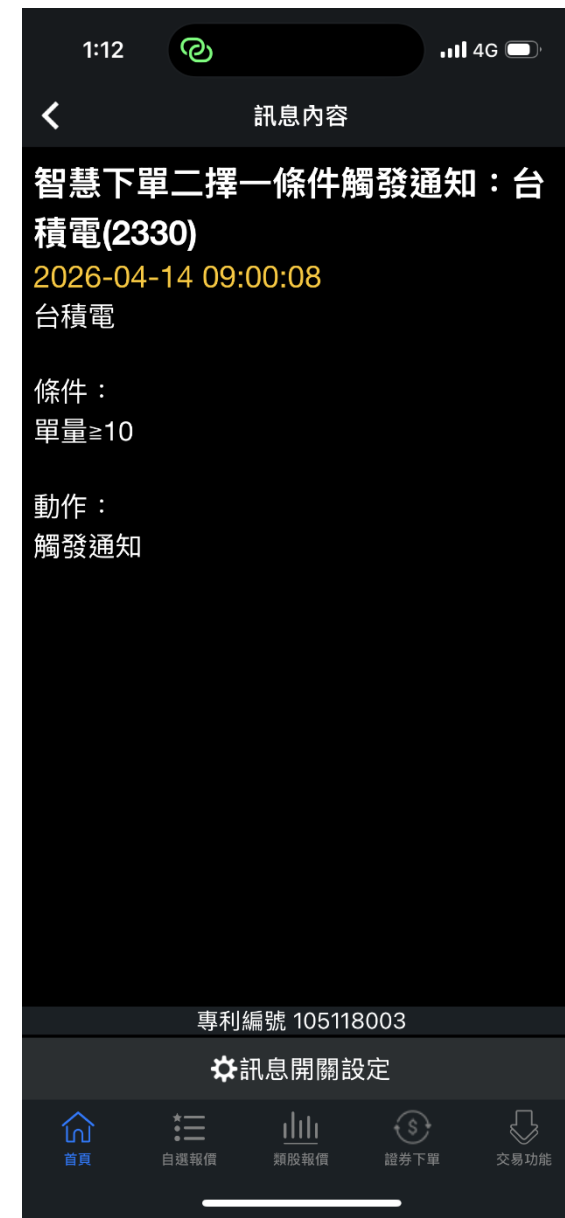 1:12
4G
訊息內容
智慧下單二擇一條件觸發通知：台
積電(2330)
2026-04-14 09:00:08
台積電
條件：
單量≧10
動作：
觸發通知
專利編號 105118003
訊息開關設定
首頁
自選報價
類股報價
證券下單
交易功能